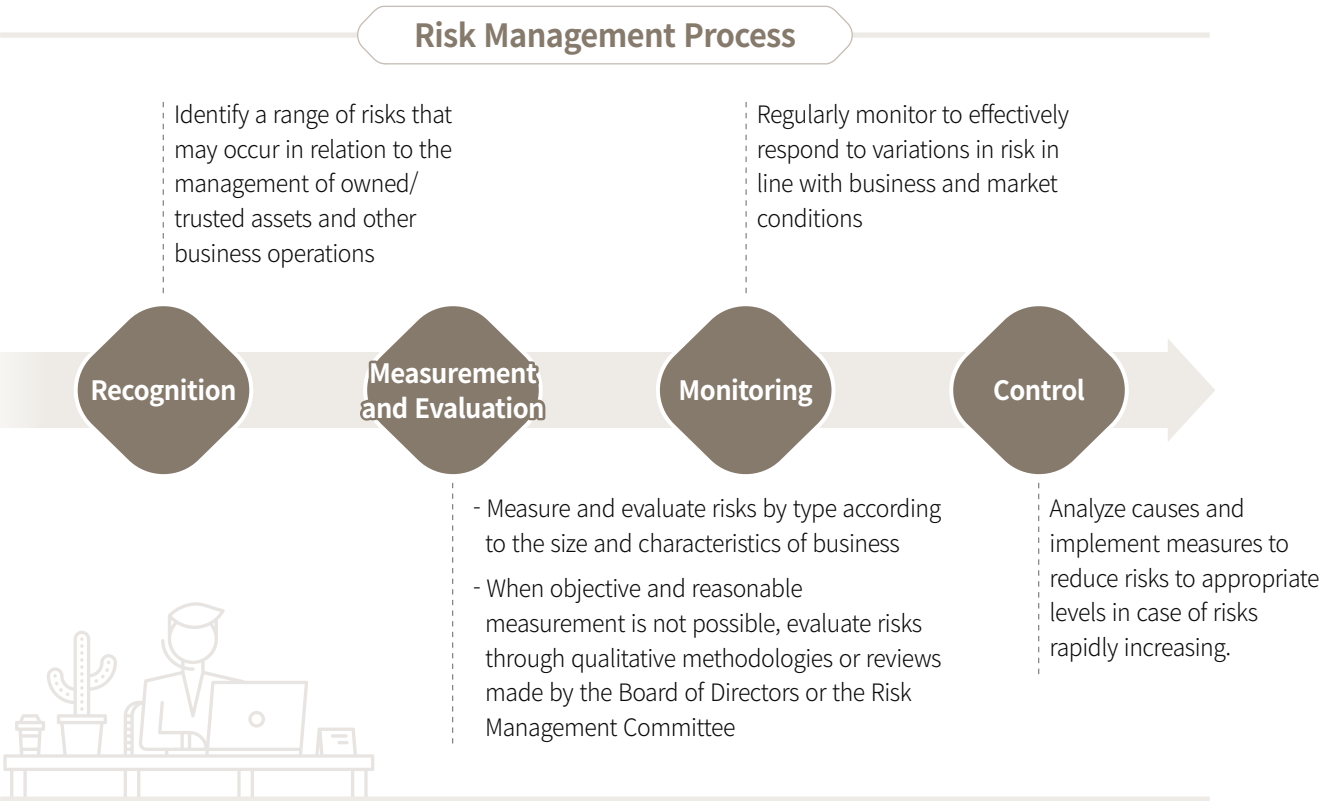 Risk Management Process
Identify a range of risks that
may occur in relation to the
management of owned/
trusted assets and other
business operations
Regularly monitor to effectively
respond to variations in risk in
line with business and market
conditions
Recognition
Measurement
and Evaluation
Monitoring
Control
- Measure and evaluate risks by type according
to the size and characteristics of business
- When objective and reasonable
measurement is not possible, evaluate risks
through qualitative methodologies or reviews
made by the Board of Directors or the Risk
Management Committee
Analyze causes and
implement measures to
reduce risks to appropriate
levels in case of risks
rapidly increasing.